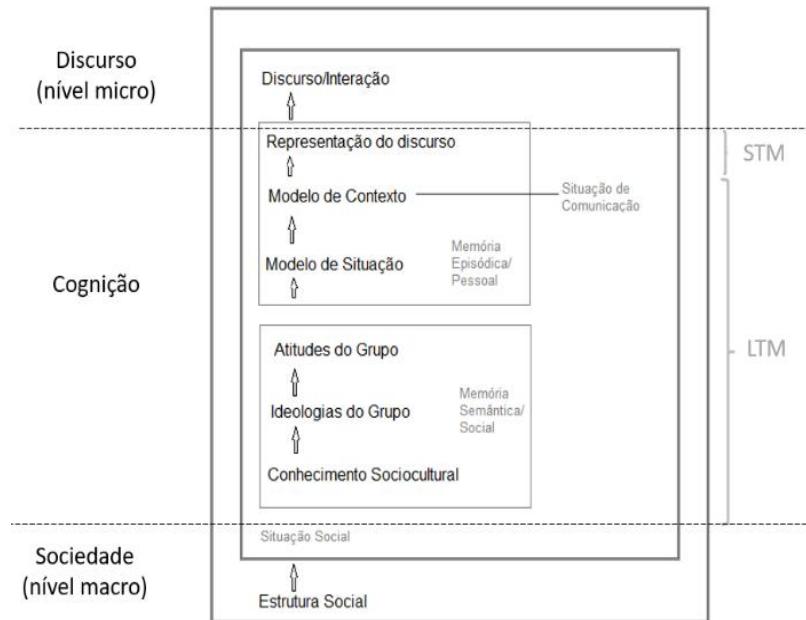 Discurso
(nível micro)
Discurso/Interação
Representação do discurso
STM
Modelo de Contexto
Situação de
Comunicação
Modelo de Situação
Memória
Episódica/
Pessoal
Cognição
LTM
Atitudes do Grupo
Ideologias do Grupo
Memória
Semântica/
Social
Conhecimento Sociocultural
Situação Social
Sociedade
(nível macro)
Estrutura Social